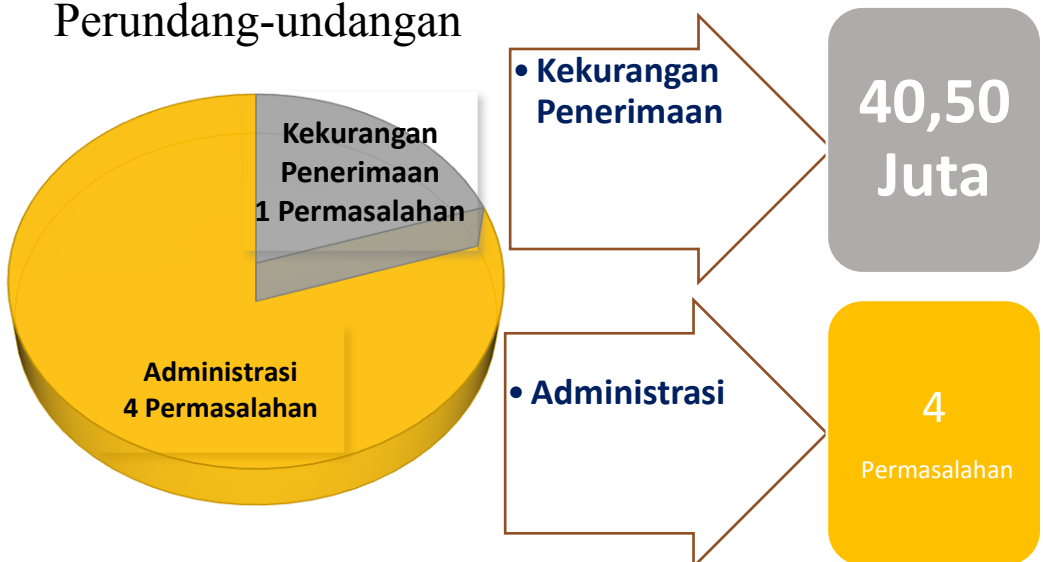 Perundang-undangan
Kekurangan
Penerimaan
1 Permasalahan
Administrasi
4 Permasalahan
• Kekurangan
Penerimaan
40,50
Juta
• Administrasi
4
Permasalahan